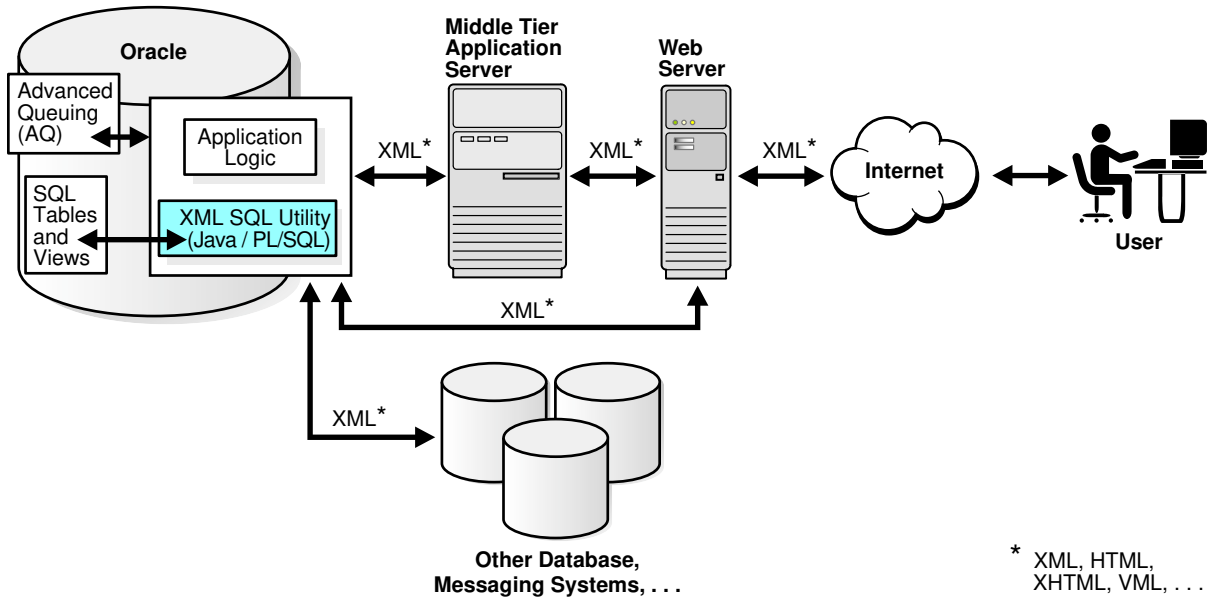 Oracle
Middle Tier
Application
Server
Web
Server
Advanced
Queuing
(AQ)
Application
Logic
SQL
Tables
and
Views
XML SQL Utility
(Java / PL/SQL)
XML*
XML*
XML*
Internet
User
XML*
XML*
Other Database,
Messaging Systems, . . .
* XML, HTML,
XHTML, VML, . . .